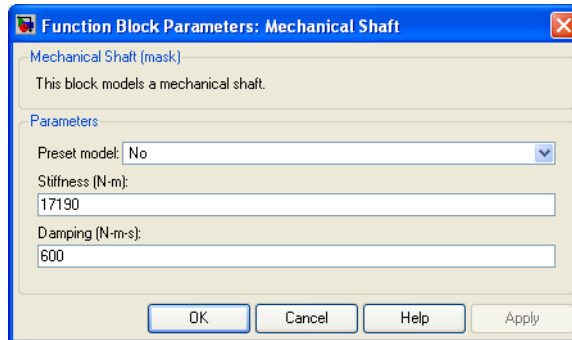 Function Block Parameters: Mechanical Shaft
Mechanical Shaft (mask)
This block models a mechanical shaft.
Parameters
Preset model: No
Stiffness (N-m):
17190
Damping (N-m-s):
600
OK Cancel Help Apply